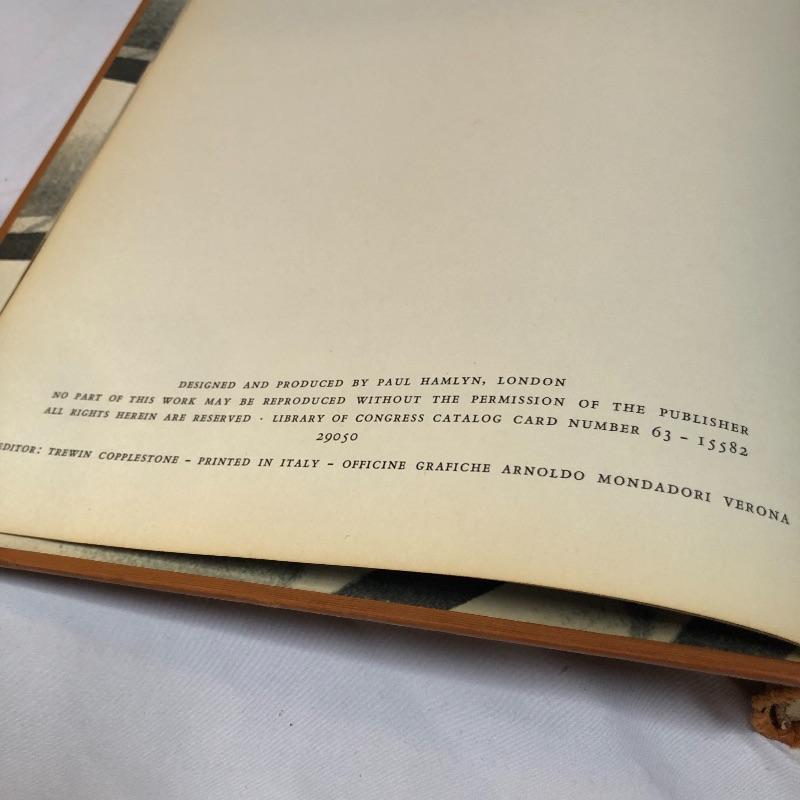 DESIGNED AND PRODUCED BY PAUL HAMLYN, LONDON
NO PART OF THIS WORK MAY BE REPRODUCED WITHOUT THE PERMISSION OF THE PUBLISHER
ALL RIGHTS HEREIN ARE RESERVED · LIBRARY OF CONGRESS CATALOG CARD NUMBER 63 – 15582
29050
EDITOR: TREWIN COPPLESTONE – PRINTED IN ITALY – OFFICINE GRAFICHE ARNOLDO MONDADORI VERONA